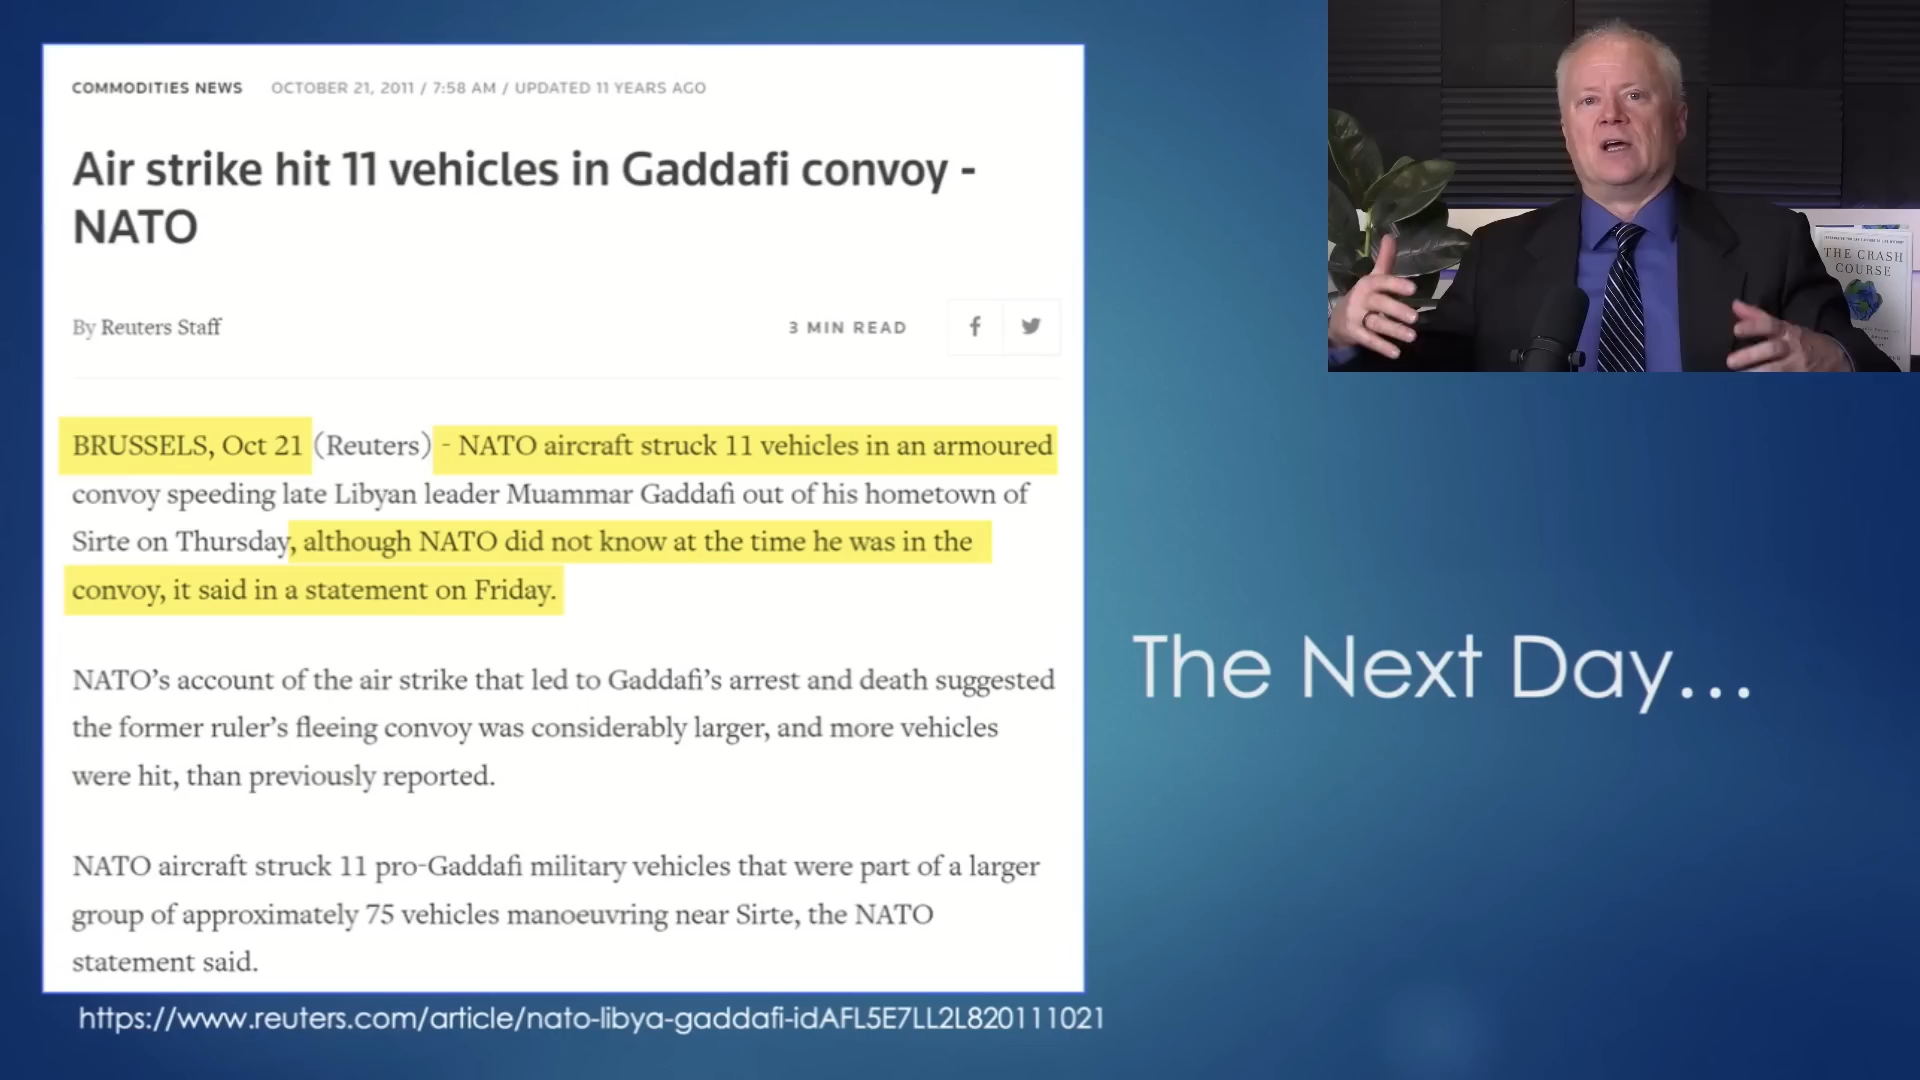 COMMODITIES NEWS OCTOBER 21, 2011 / 7:58 AM / UPDATED 11 YEARS AGO
Air strike hit 11 vehicles in Gaddafi convoy -
NATO
By Reuters Staff
3 MIN READ
BRUSSELS, Oct 21 (Reuters) - NATO aircraft struck 11 vehicles in an armoured
convoy speeding late Libyan leader Muammar Gaddafi out of his hometown of
Sirte on Thursday, although NATO did not know at the time he was in the
convoy, it said in a statement on Friday.
NATO’s account of the air strike that led to Gaddafi’s arrest and death suggested
the former ruler’s fleeing convoy was considerably larger, and more vehicles
were hit, than previously reported.
NATO aircraft struck 11 pro-Gaddafi military vehicles that were part of a larger
group of approximately 75 vehicles manoeuvring near Sirte, the NATO
statement said.
https://www.reuters.com/article/nato-libya-gaddafi-idAFL5E7LL2L820111021
The Next Day...
THE CRASH
COURSE